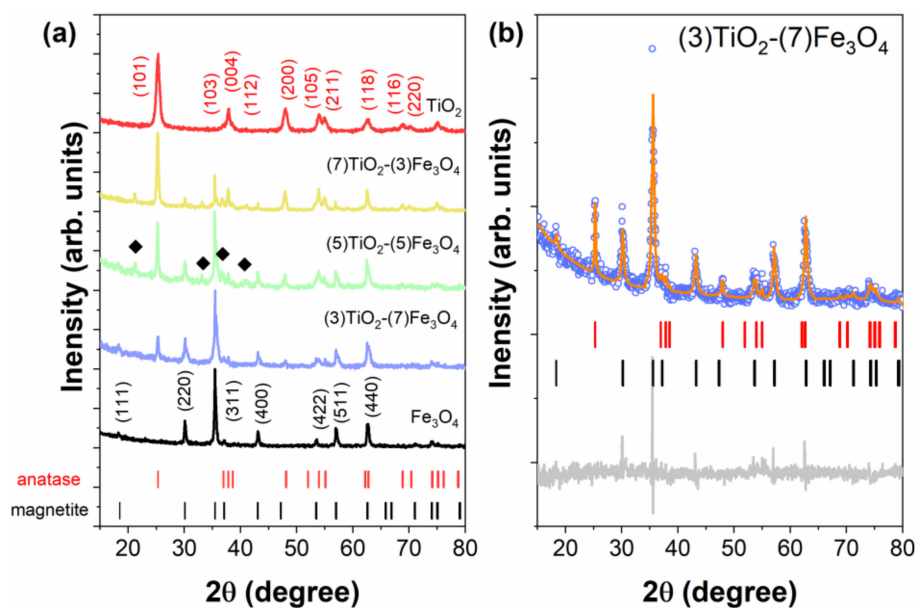 (a)
(101)
(103)
(004)
(112)
(200)
(105)
(211)
(118)
(116)
(220)
TiO2
(7)TiO2-(3)Fe3O4
(5)TiO2-(5)Fe3O4
(3)TiO2-(7)Fe3O4
(111)
(220)
(311)
(400)
(422)
(511)
(440)
Fe3O4
anatase
magnetite
Inensity (arb. units)
20 30 40 50 60 70 80
2θ (degree)
(b)
(3)TiO2-(7)Fe3O4
Inensity (arb. units)
20 30 40 50 60 70 80
2θ (degree)